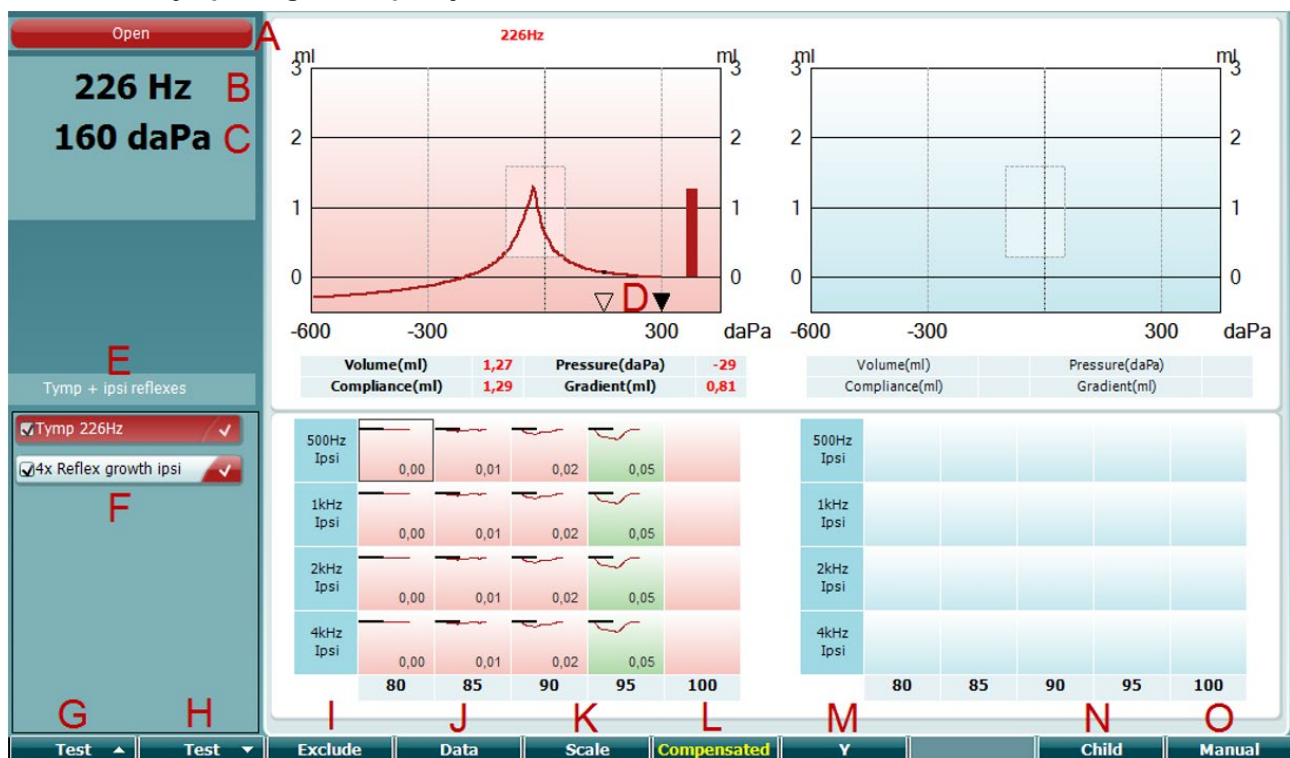 Open
A
226 Hz B
160 daPa C
E
Tymp + ipsi reflexes
Tymp 226Hz
4x Reflex growth ipsi
F
G H
226Hz
ml ml
3 3
2 2
1 1
0 0
D
-600 -300 300 daPa
Volume(ml) 1,27 Pressure(daPa) -29
Compliance(ml) 1,29 Gradient(ml) 0,81
ml ml
3 3
2 2
1 1
0 0
-600 -300 300 daPa
Volume(ml) Pressure(daPa)
Compliance(ml) Gradient(ml)
500Hz
Ipsi
0,00 0,01 0,02 0,05
1kHz
Ipsi
0,00 0,01 0,02 0,05
2kHz
Ipsi
0,00 0,01 0,02 0,05
4kHz
Ipsi
0,00 0,01 0,02 0,05
80 85 90 95 100
500Hz
Ipsi
1kHz
Ipsi
2kHz
Ipsi
4kHz
Ipsi
80 85 90 95 100
I J K L M N O
Test Test Exclude Data Scale Compensated Y Child Manual